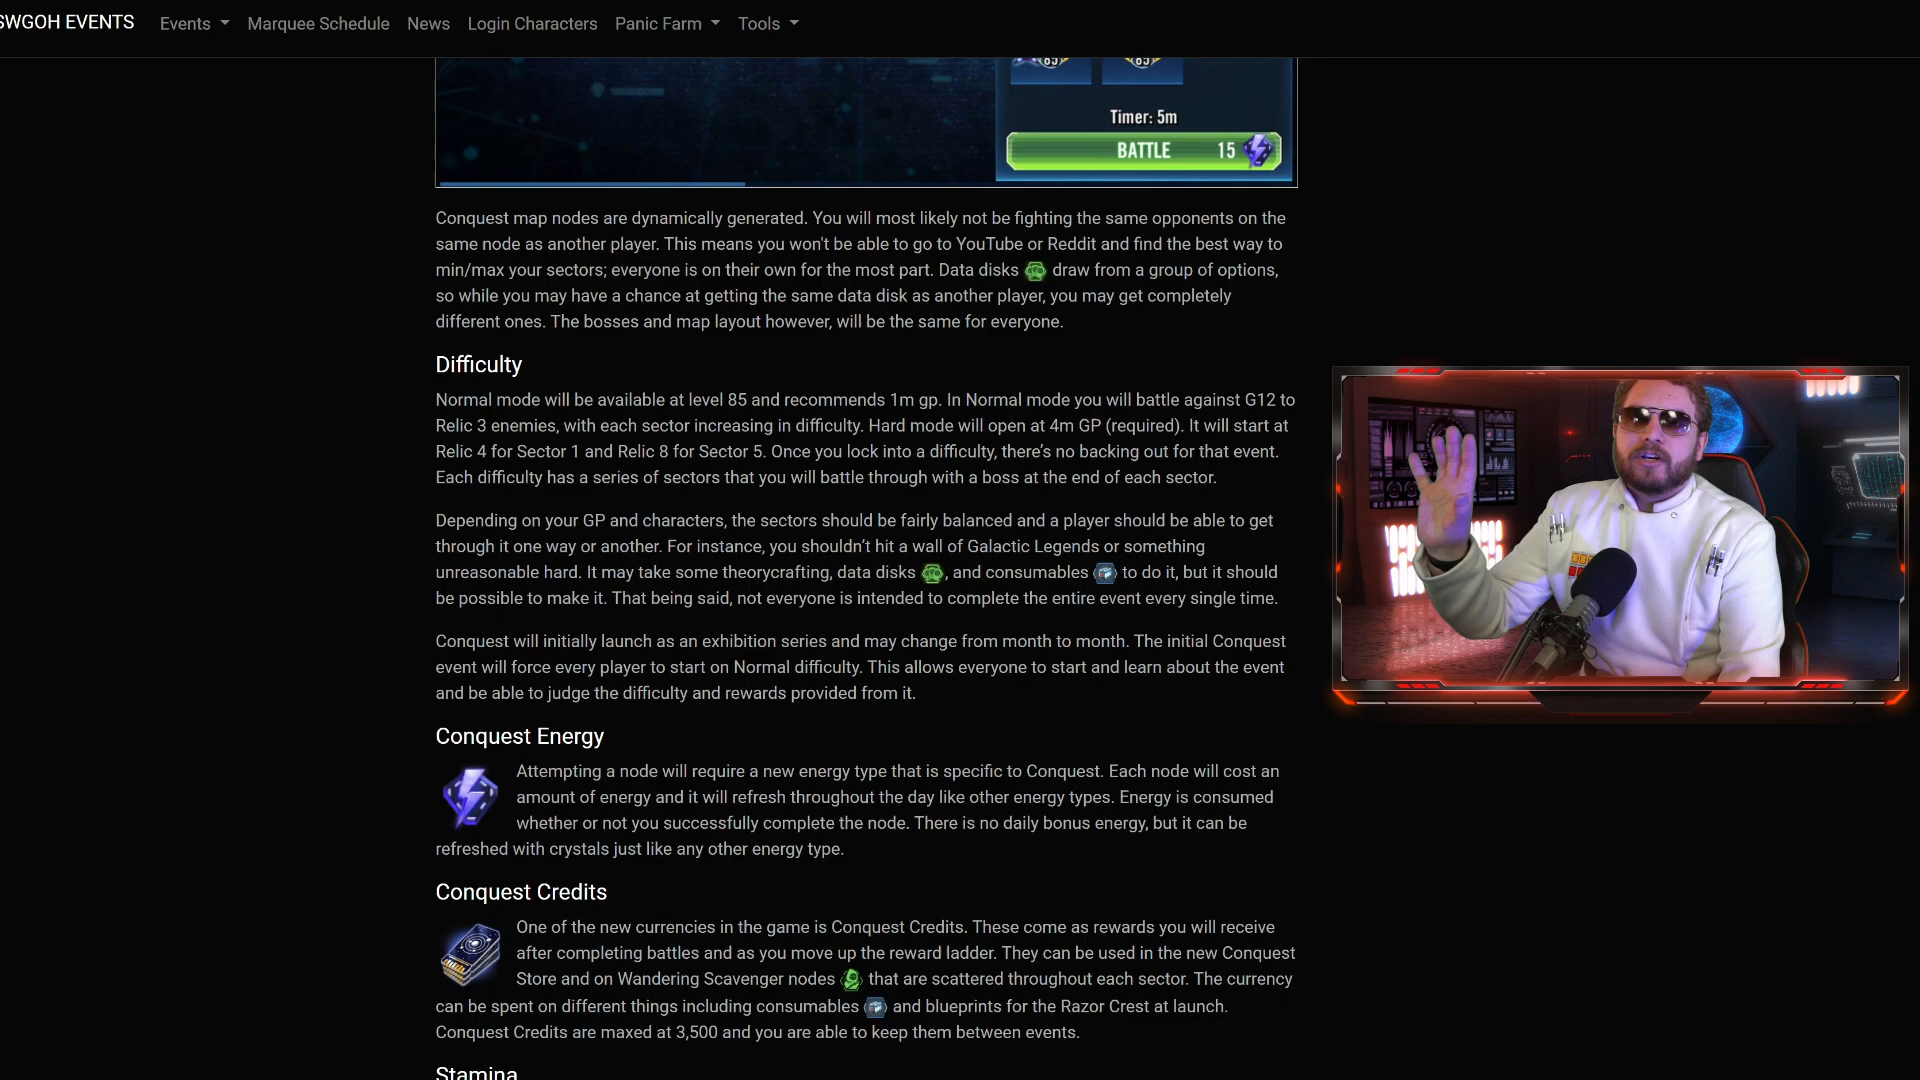 SWGOH EVENTS
Events
Marquee Schedule
News
Login Characters
Panic Farm
Tools
85
85
Timer: 5m
BATTLE 15
Conquest map nodes are dynamically generated. You will most likely not be fighting the same opponents on the
same node as another player. This means you won't be able to go to YouTube or Reddit and find the best way to
min/max your sectors; everyone is on their own for the most part. Data disks draw from a group of options,
so while you may have a chance at getting the same data disk as another player, you may get completely
different ones. The bosses and map layout however, will be the same for everyone.
Difficulty
Normal mode will be available at level 85 and recommends 1m gp. In Normal mode you will battle against G12 to
Relic 3 enemies, with each sector increasing in difficulty. Hard mode will open at 4m GP (required). It will start at
Relic 4 for Sector 1 and Relic 8 for Sector 5. Once you lock into a difficulty, there’s no backing out for that event.
Each difficulty has a series of sectors that you will battle through with a boss at the end of each sector.
Depending on your GP and characters, the sectors should be fairly balanced and a player should be able to get
through it one way or another. For instance, you shouldn’t hit a wall of Galactic Legends or something
unreasonable hard. It may take some theorycrafting, data disks , and consumables to do it, but it should
be possible to make it. That being said, not everyone is intended to complete the entire event every single time.
Conquest will initially launch as an exhibition series and may change from month to month. The initial Conquest
event will force every player to start on Normal difficulty. This allows everyone to start and learn about the event
and be able to judge the difficulty and rewards provided from it.
Conquest Energy
Attempting a node will require a new energy type that is specific to Conquest. Each node will cost an
amount of energy and it will refresh throughout the day like other energy types. Energy is consumed
whether or not you successfully complete the node. There is no daily bonus energy, but it can be
refreshed with crystals just like any other energy type.
Conquest Credits
One of the new currencies in the game is Conquest Credits. These come as rewards you will receive
after completing battles and as you move up the reward ladder. They can be used in the new Conquest
Store and on Wandering Scavenger nodes that are scattered throughout each sector. The currency
can be spent on different things including consumables and blueprints for the Razor Crest at launch.
Conquest Credits are maxed at 3,500 and you are able to keep them between events.
Stamina